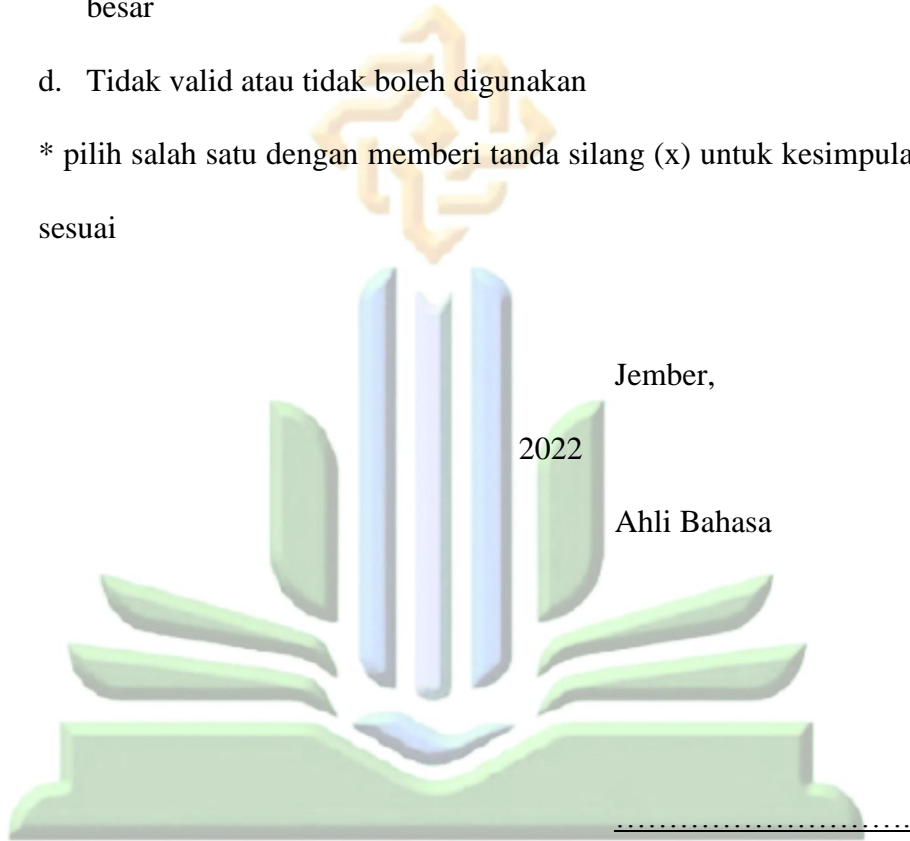 besar
d. Tidak valid atau tidak boleh digunakan
* pilih salah satu dengan memberi tanda silang (x) untuk
sesuai
Jember,
2022
Ahli Bahasa
………………………